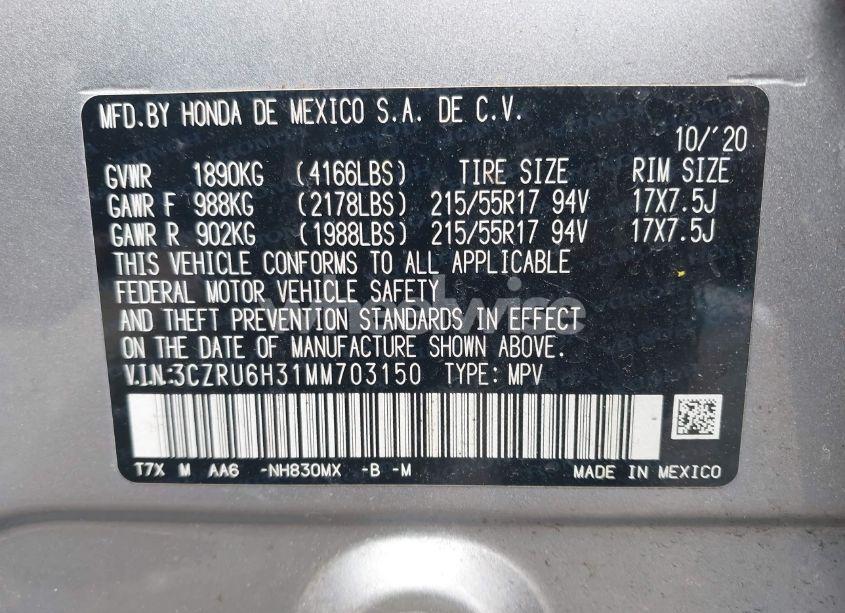 MFD.BY HONDA DE MEXICO S.A. DE C.V.
10/'20
GVWR 1890KG (4166LBS) TIRE SIZE RIM SIZE
GAWR F 988KG (2178LBS) 215/55R17 94V 17X7.5J
GAWR R 902KG (1988LBS) 215/55R17 94V 17X7.5J
THIS VEHICLE CONFORMS TO ALL APPLICABLE
FEDERAL MOTOR VEHICLE SAFETY
AND THEFT PREVENTION STANDARDS IN EFFECT
ON THE DATE OF MANUFACTURE SHOWN ABOVE.
V.I.N.:3CZRU6H31MM703150 TYPE: MPV
T7X M AA6 -NH830MX -B -M MADE IN MEXICO